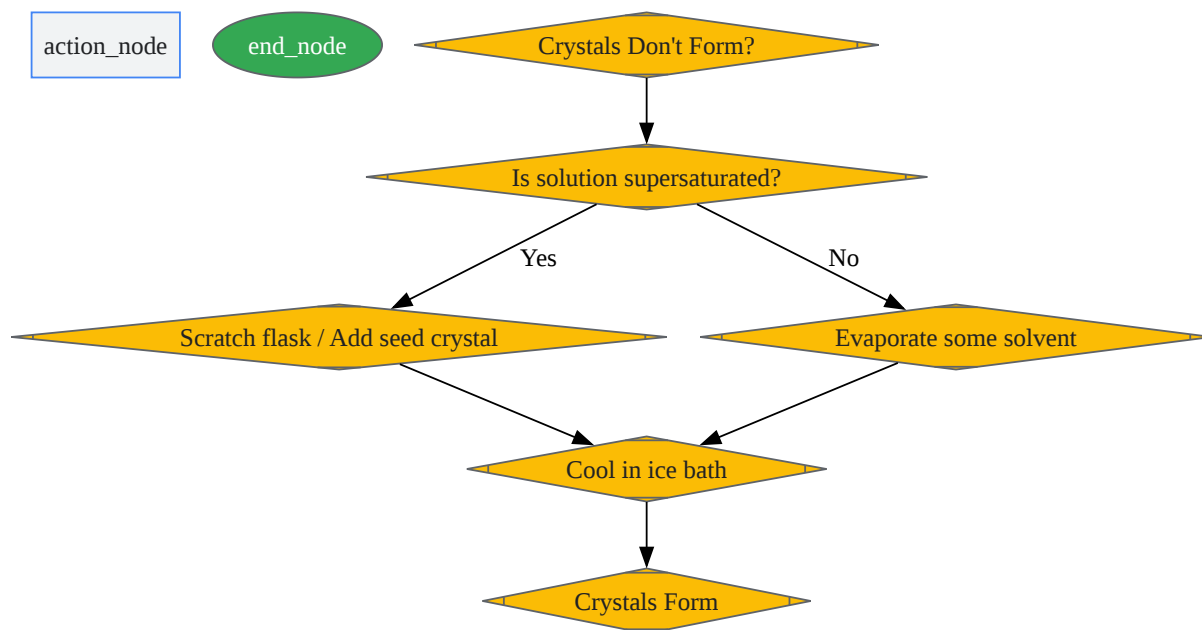 action_node
end_node
Crystals Don't Form?
Is solution supersaturated?
Yes
No
Scratch flask / Add seed crystal
Evaporate some solvent
Cool in ice bath
Crystals Form